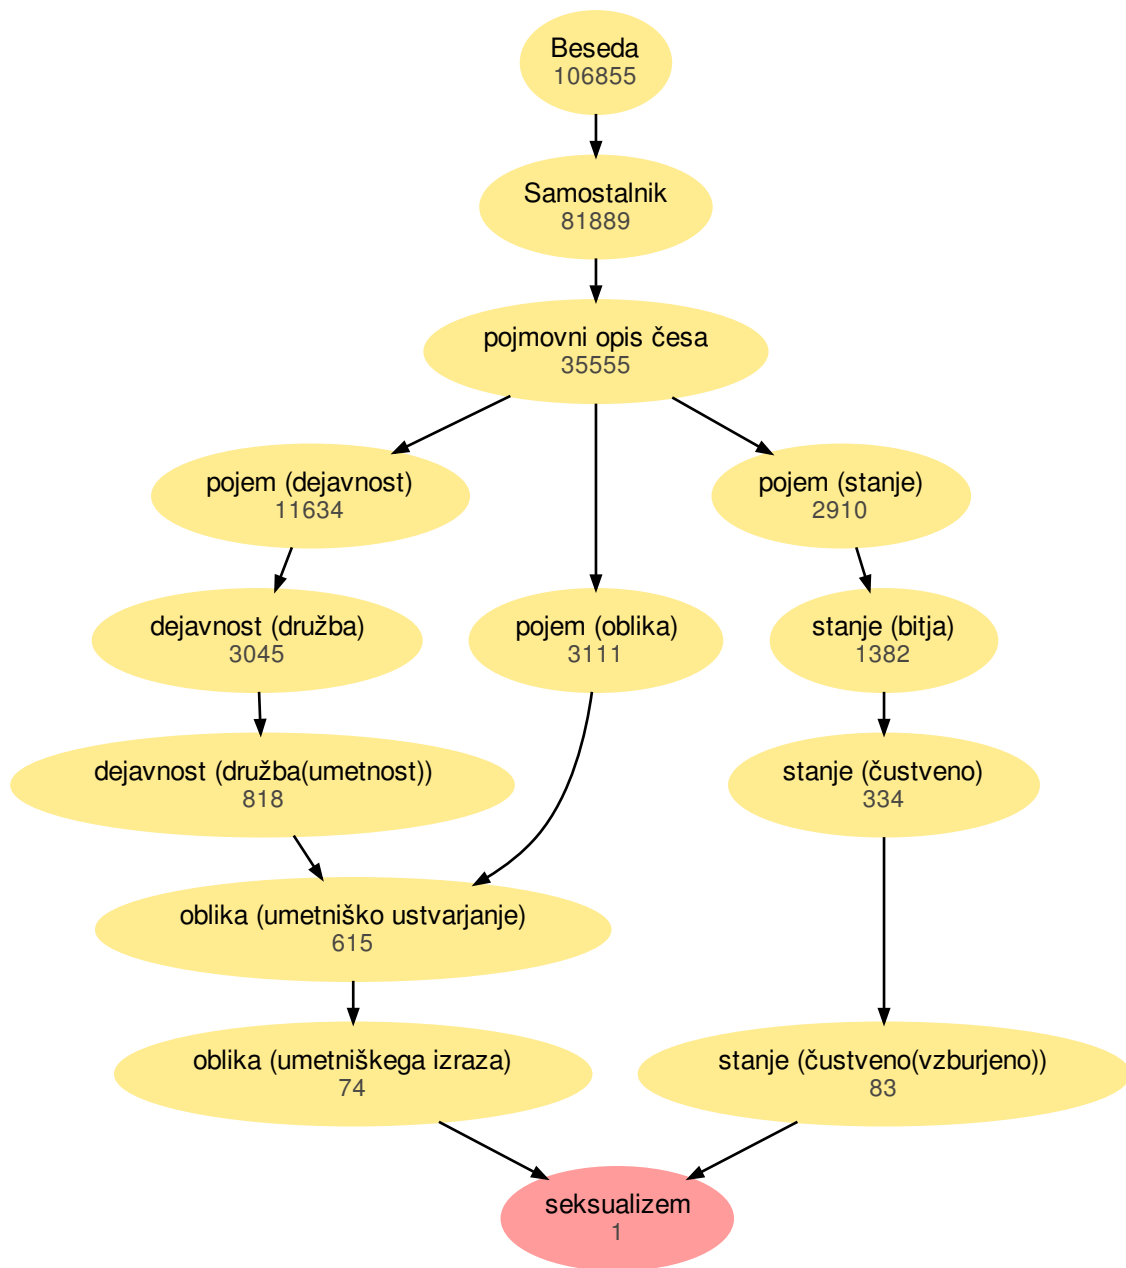 Beseda
106855
Samostalnik
81889
pojmovni opis česa
35555
pojem (dejavnost)
11634
pojem (stanje)
2910
dejavnost (družba)
3045
pojem (oblika)
3111
stanje (bitja)
1382
dejavnost (družba(umetnost))
818
stanje (čustveno)
334
oblika (umetniško ustvarjanje)
615
oblika (umetniškega izraza)
74
stanje (čustveno(vzburjeno))
83
seksualizem
1